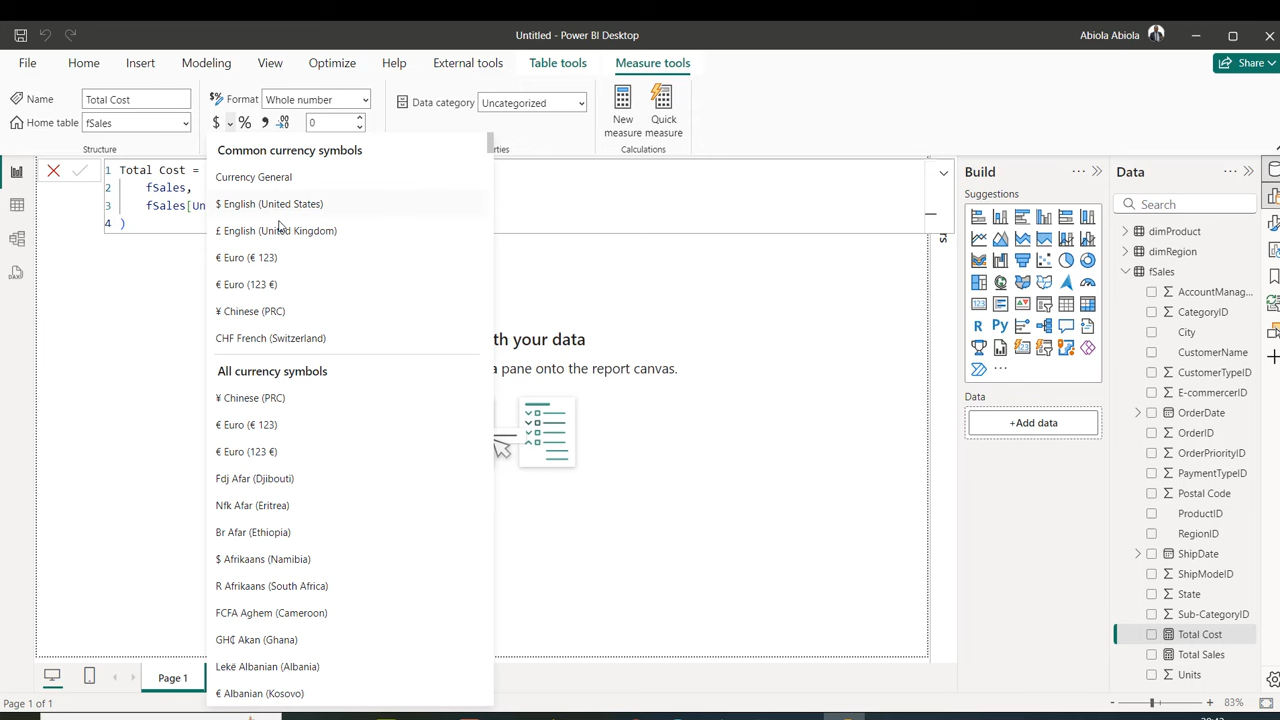 Untitled - Power BI Desktop
Abiola Abiola
File Home Insert Modeling View Optimize Help External tools Table tools Measure tools
Share
Name Total Cost
Home table fSales
Structure
Format Whole number
$ % , 0
Data category Uncategorized
New measure
Quick measure
Calculations
1 Total Cost =
2 fSales,
3 fSales[Un
4 )
Common currency symbols
Currency General
$ English (United States)
£ English (United Kingdom)
€ Euro (€ 123)
€ Euro (123 €)
¥ Chinese (PRC)
CHF French (Switzerland)
All currency symbols
¥ Chinese (PRC)
€ Euro (€ 123)
€ Euro (123 €)
Fdj Afar (Djibouti)
Nfk Afar (Eritrea)
Br Afar (Ethiopia)
$ Afrikaans (Namibia)
R Afrikaans (South Africa)
FCFA Aghem (Cameroon)
GH₵ Akan (Ghana)
Lekë Albanian (Albania)
€ Albanian (Kosovo)
th your data
pane onto the report canvas.
Build
Suggestions
R Py
Data
+Add data
Data
Search
dimProduct
dimRegion
fSales
AccountManag...
CategoryID
City
CustomerName
CustomerTypeID
E-commercerID
OrderDate
OrderID
OrderPriorityID
PaymentTypeID
Postal Code
ProductID
RegionID
ShipDate
ShipModeID
State
Sub-CategoryID
Total Cost
Total Sales
Units
Page 1
Page 1 of 1
- + 83%